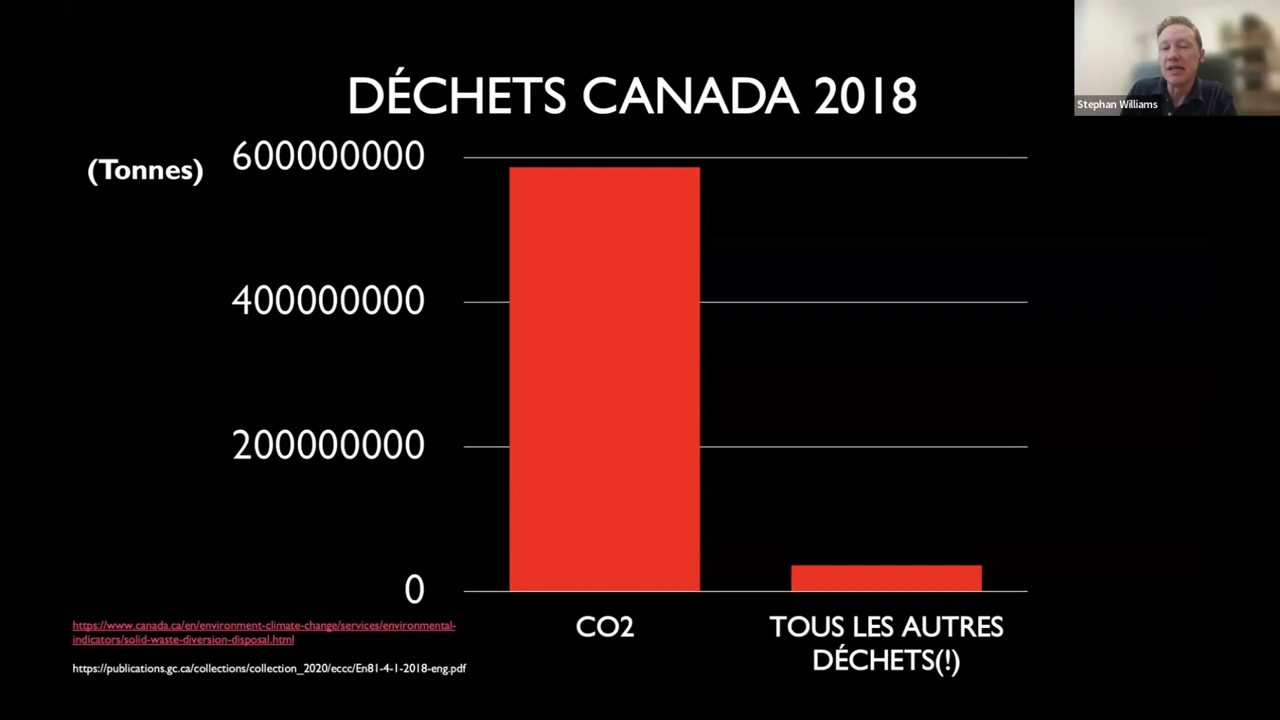 Stephan Williams
DÉCHETS CANADA 2018
(Tonnes)
600000000
400000000
200000000
0
CO2
TOUS LES AUTRES
DÉCHETS(!)
https://www.canada.ca/en/environment-climate-change/services/environmental-
indicators/solid-waste-diversion-disposal.html
https://publications.gc.ca/collections/collection_2020/eccc/En81-4-1-2018-eng.pdf